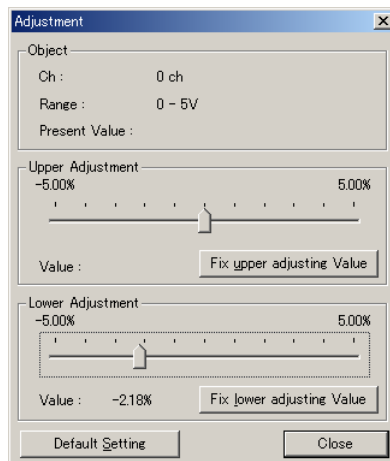 Adjustment
Object
Ch : 0 ch
Range : 0 - 5V
Present Value :
Upper Adjustment
-5.00% 5.00%
Value : Fix upper adjusting Value
Lower Adjustment
-5.00% 5.00%
Value : -2.18% Fix lower adjusting Value
Default Setting Close